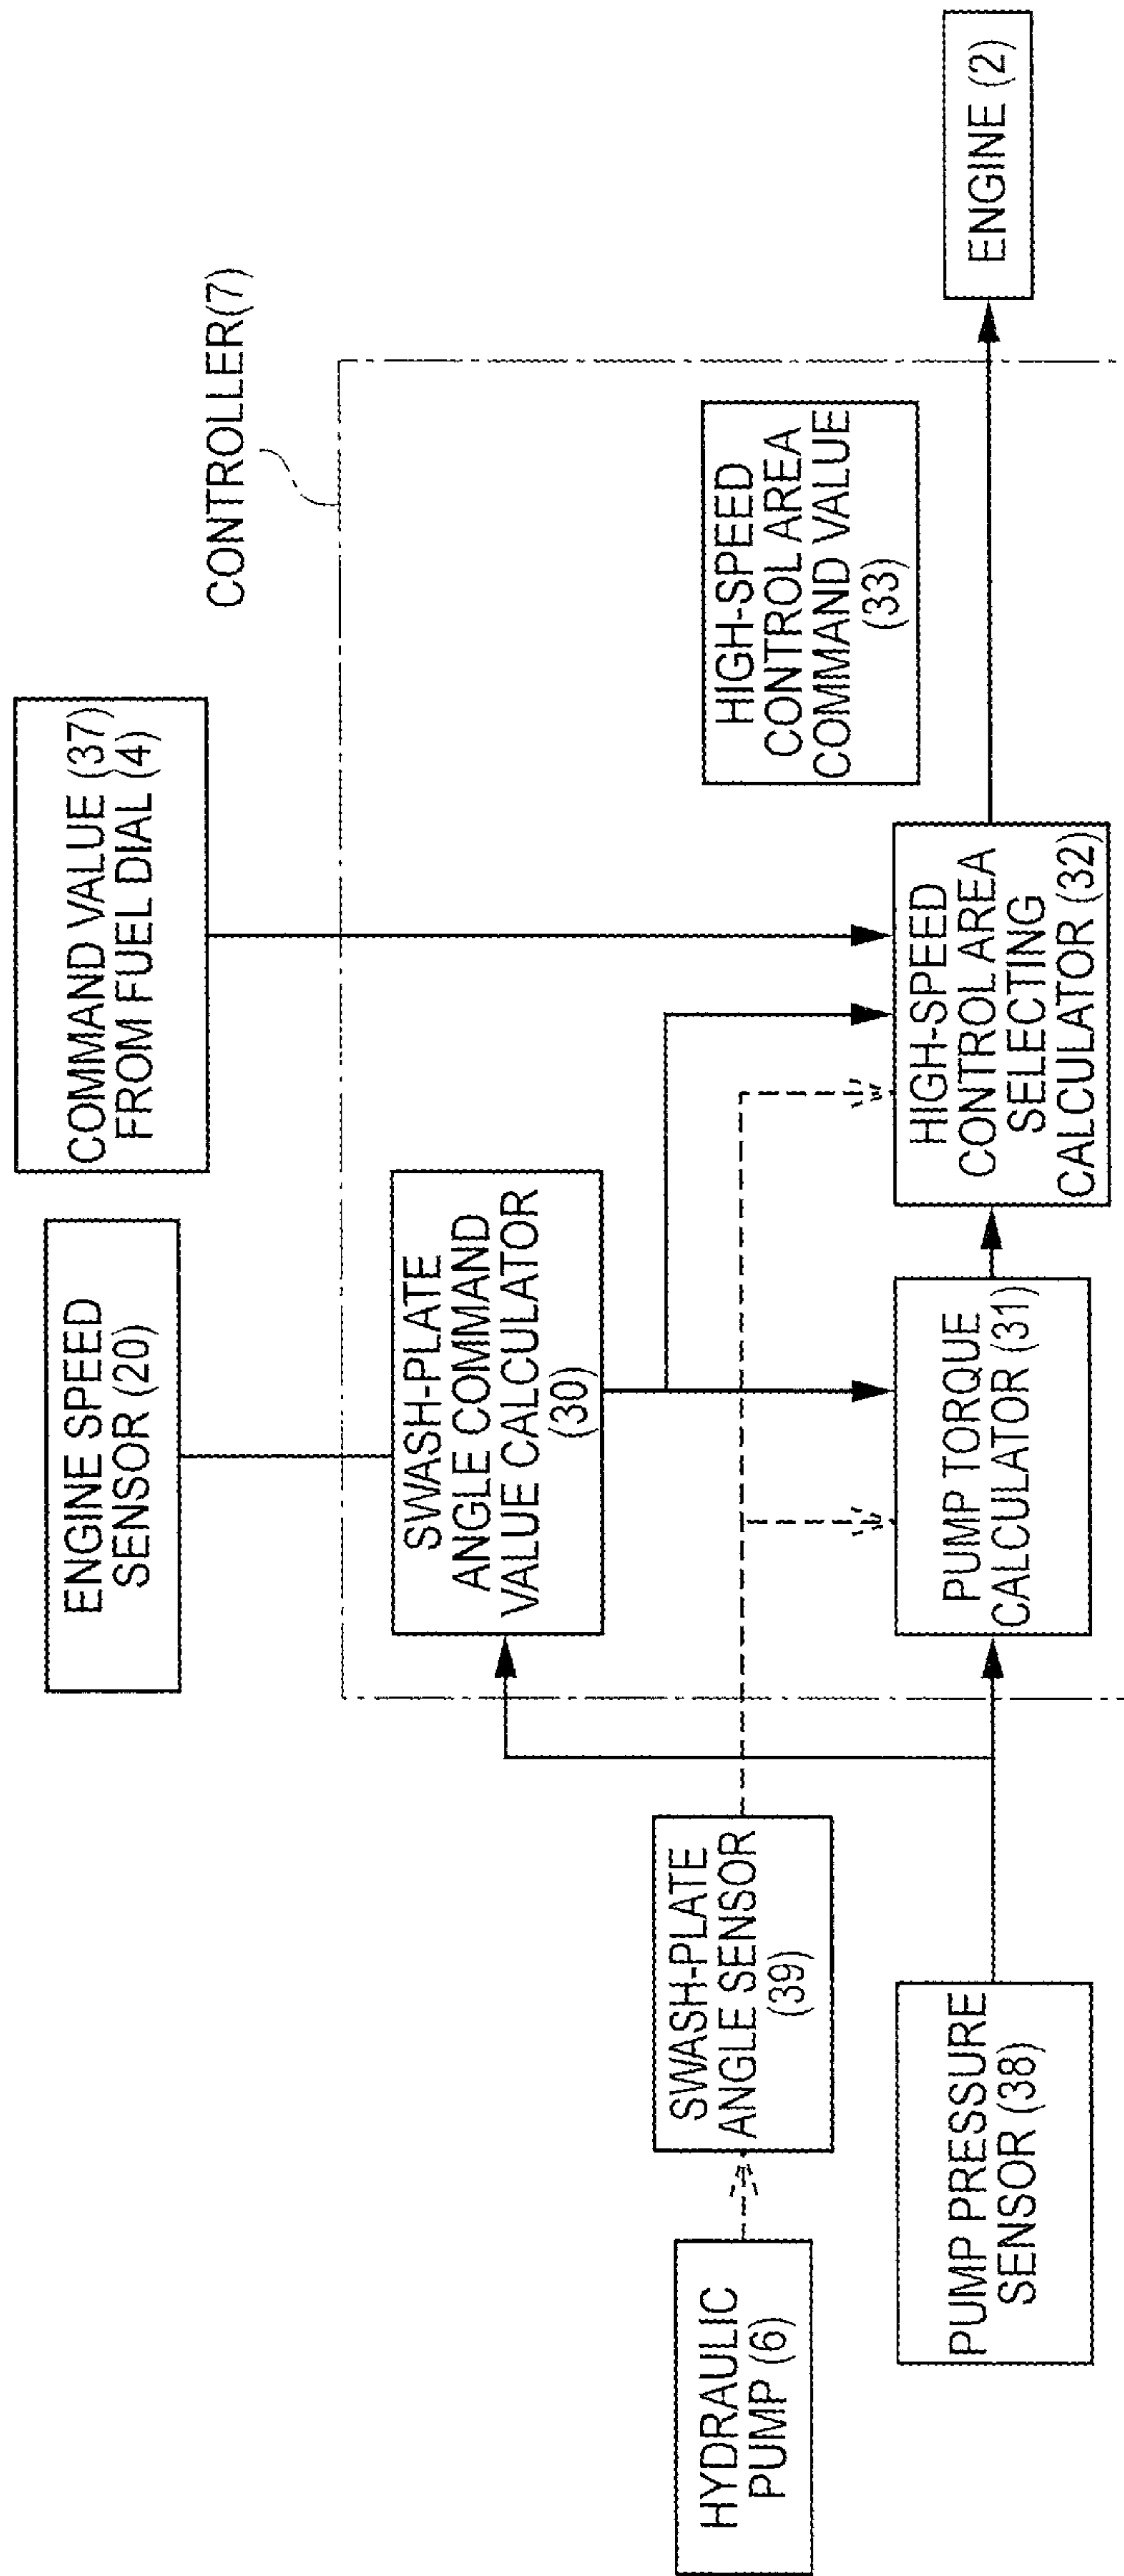 ENGINE SPEED
SENSOR (20)
COMMAND VALUE (37)
FROM FUEL DIAL (4)
CONTROLLER(7)
SWASH-PLATE
ANGLE COMMAND
VALUE CALCULATOR
(30)
HYDRAULIC
PUMP (6)
SWASH-PLATE
ANGLE SENSOR
(39)
HIGH-SPEED
CONTROL AREA
COMMAND VALUE
(33)
PUMP PRESSURE
SENSOR (38)
PUMP TORQUE
CALCULATOR (31)
HIGH-SPEED
CONTROL AREA
SELECTING
CALCULATOR (32)
ENGINE (2)